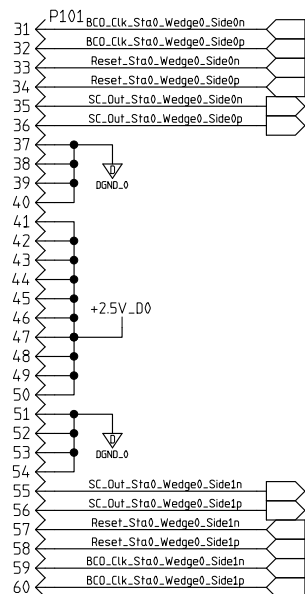 P101
31 BCO_Clk_Sta0_Wedge0_Side0n
32 BCO_Clk_Sta0_Wedge0_Side0p
33 Reset_Sta0_Wedge0_Side0n
34 Reset_Sta0_Wedge0_Side0p
35 SC_Out_Sta0_Wedge0_Side0n
36 SC_Out_Sta0_Wedge0_Side0p
37
38
D
39
DGND_0
40
41
42
43
44
45
46
+2.5V_D0
47
48
49
50
51
52
D
53
DGND_0
54
55 SC_Out_Sta0_Wedge0_Side1n
56 SC_Out_Sta0_Wedge0_Side1p
57 Reset_Sta0_Wedge0_Side1n
58 Reset_Sta0_Wedge0_Side1p
59 BCO_Clk_Sta0_Wedge0_Side1n
60 BCO_Clk_Sta0_Wedge0_Side1p